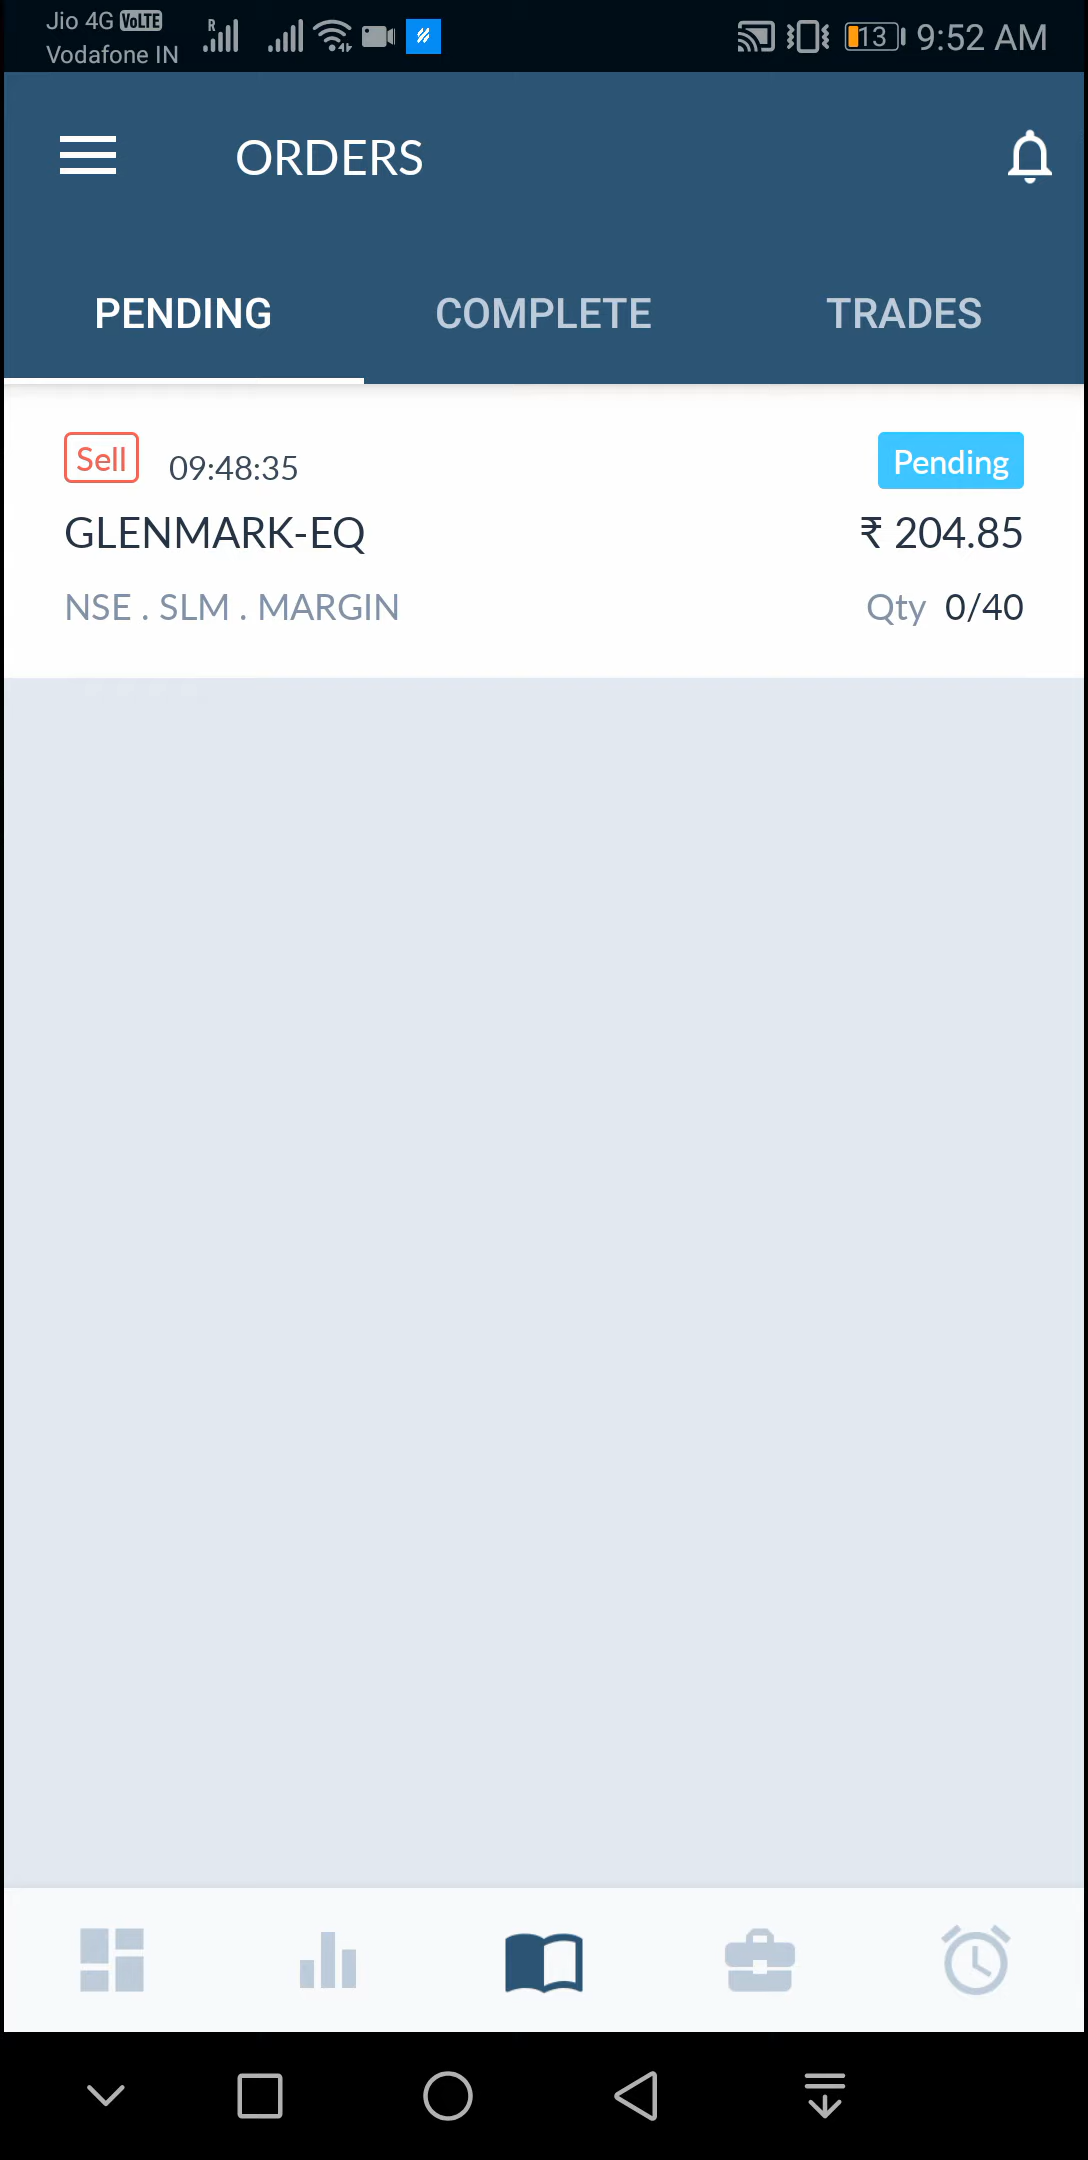 Jio 4G VoLTE
Vodafone IN
R
13
9:52 AM
ORDERS
PENDING
COMPLETE
TRADES
Sell
09:48:35
Pending
GLENMARK-EQ
₹ 204.85
NSE . SLM . MARGIN
Qty 0/40